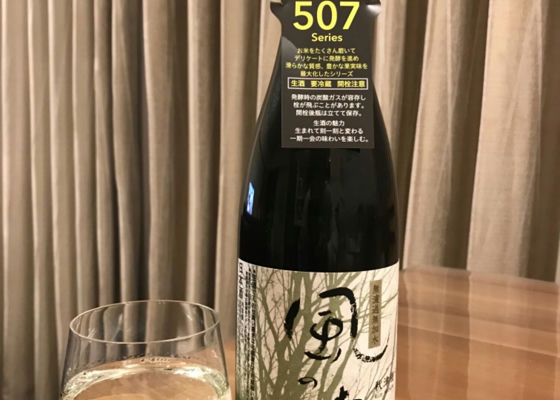 507
Series
お米をたくさん磨いて
デリケートに発酵を進め
滑らかな質感、豊かな果実味を
最大化したシリーズ
生酒 要冷蔵 開栓注意
発酵時の炭酸ガスが容存し
栓が飛ぶことがあります。
開栓後瓶は立てて保存。
生酒の魅力
生まれて刻一刻と変わる
一期一会の味わいを楽しむ。
風の